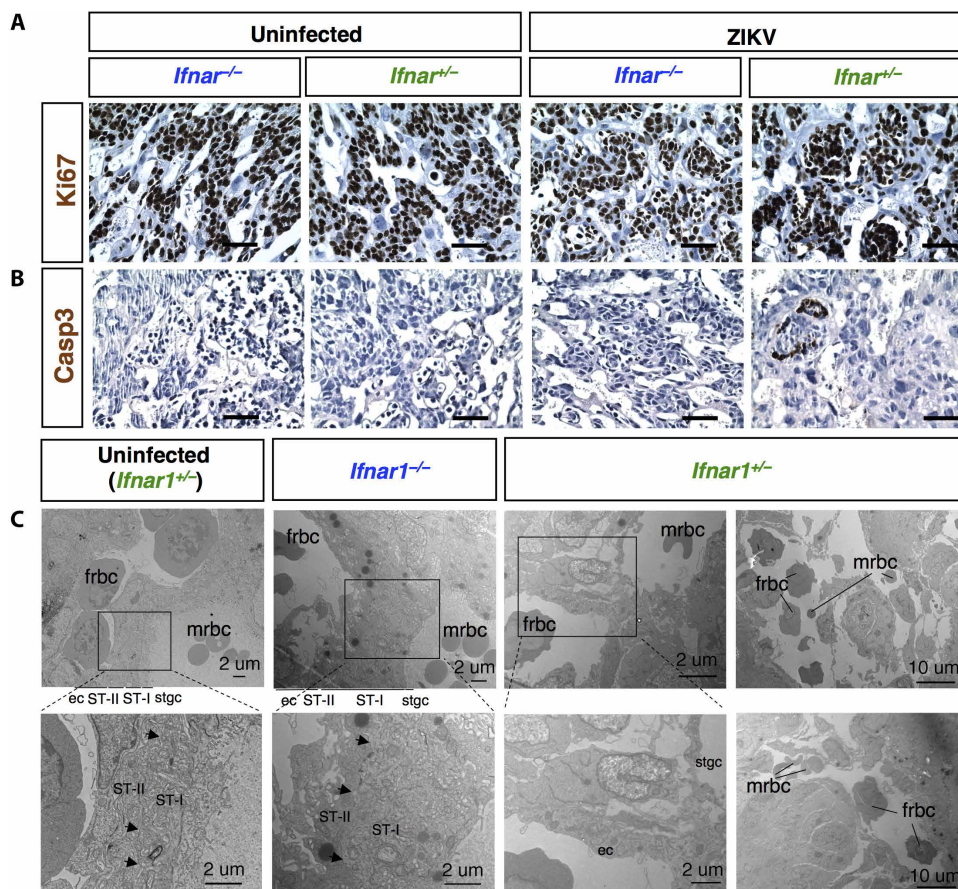 A
Uninfected
ZIKV
Ifnar–/–
Ifnar+/–
Ifnar–/–
Ifnar+/–
Ki67
B
Casp3
Uninfected
(Ifnar1+/–)
Ifnar1–/–
Ifnar1+/–
C
frbc
mrbc
2 um
frbc
mrbc
2 um
mrbc
frbc
2 um
frbc
mrbc
10 um
ec ST-II ST-I stgc
ec ST-II ST-I stgc
ST-II
ST-I
2 um
ST-II
ST-I
2 um
stgc
ec
2 um
mrbc
frbc
10 um